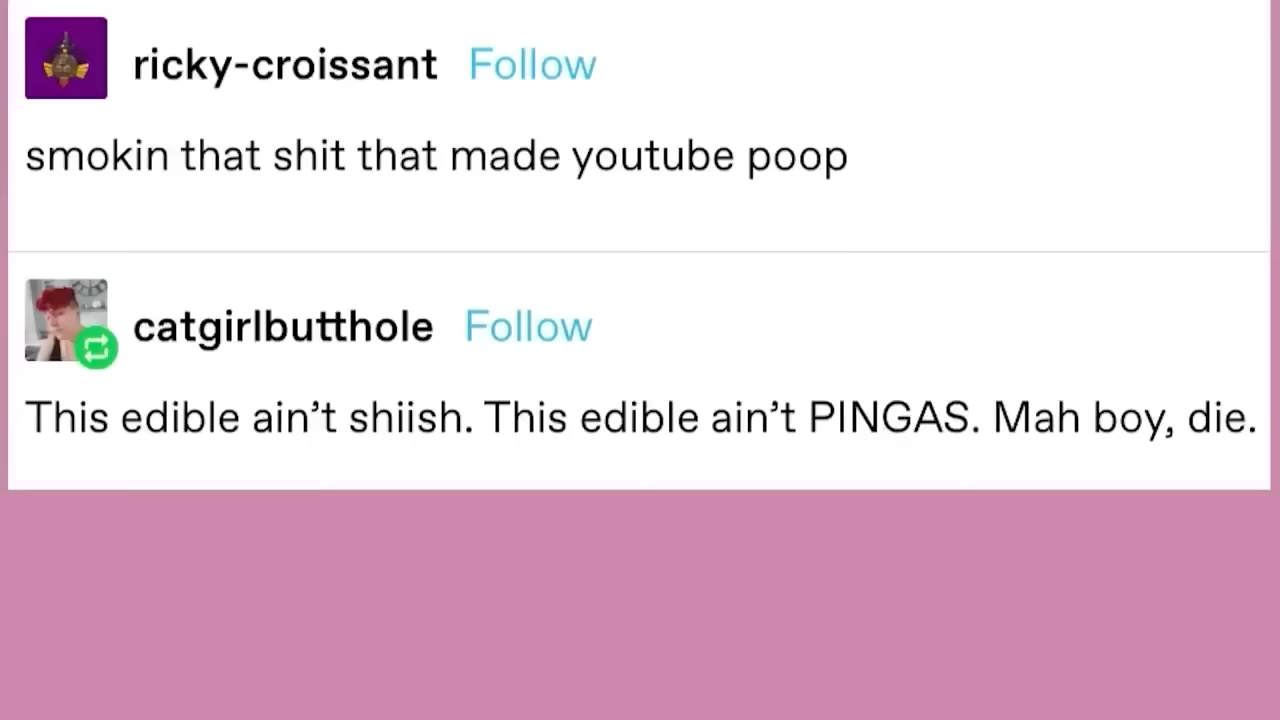 ricky-croissant Follow
smokin that shit that made youtube poop
catgirlbutthole Follow
This edible ain’t shiish. This edible ain’t PINGAS. Mah boy, die.